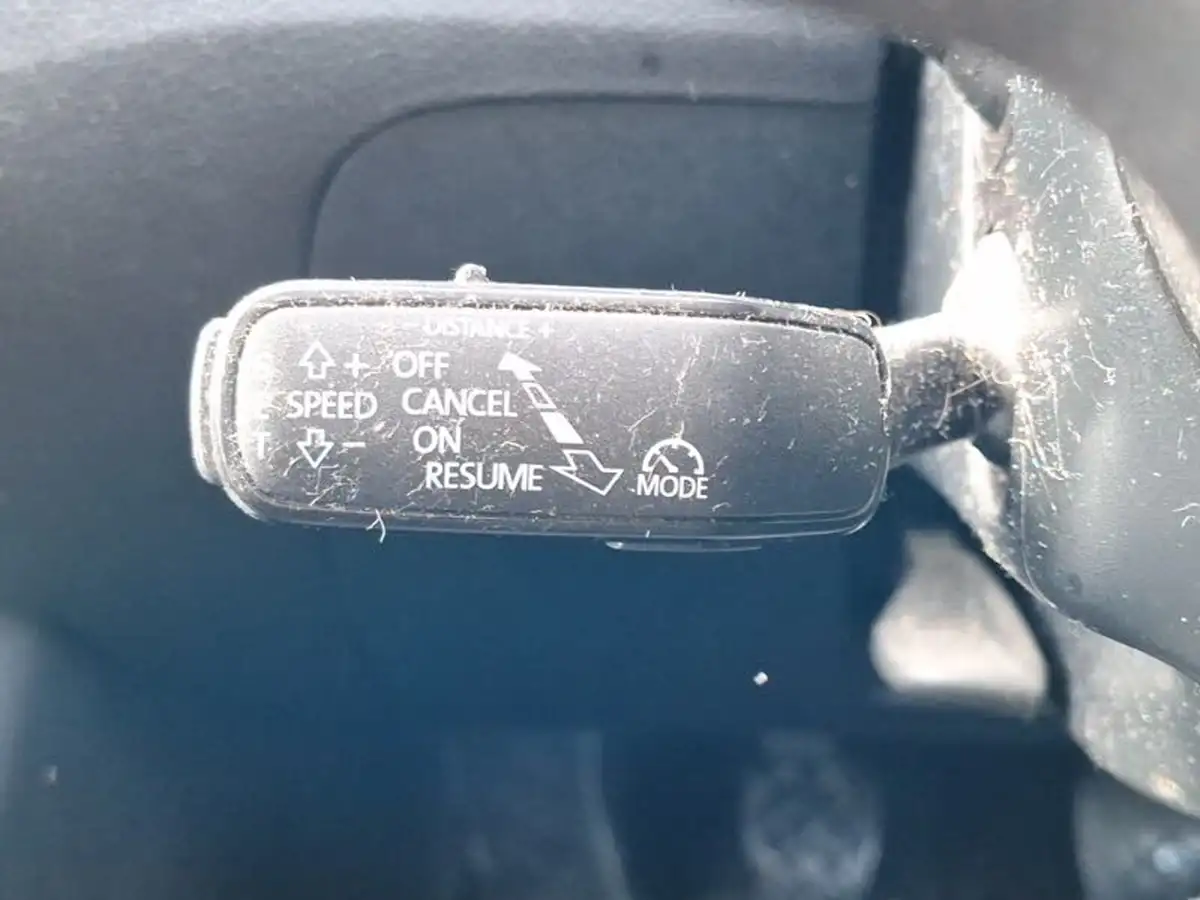 - DISTANCE +
+ OFF
SPEED CANCEL
T - ON
RESUME MODE